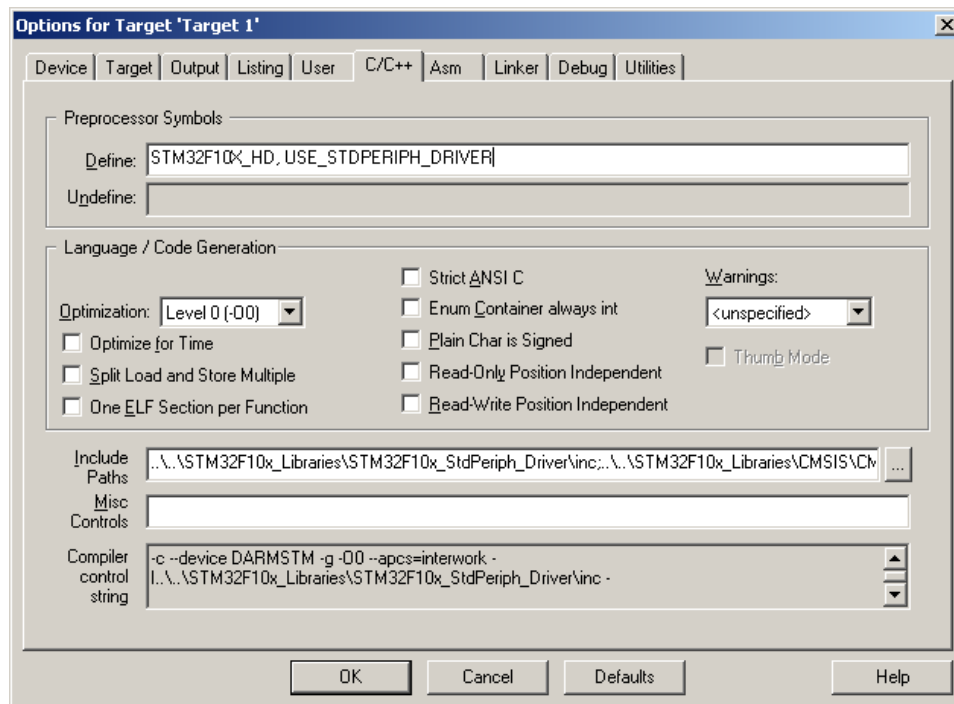 Options for Target 'Target 1'
Device Target Output Listing User C/C++ Asm Linker Debug Utilities
Preprocessor Symbols
Define: STM32F10X_HD, USE_STDPERIPH_DRIVER
Undefine:
Language / Code Generation
Optimization: Level 0 (-O0)
Optimize for Time
Split Load and Store Multiple
One ELF Section per Function
Strict ANSI C
Enum Container always int
Plain Char is Signed
Read-Only Position Independent
Read-Write Position Independent
Warnings:
<unspecified>
Thumb Mode
Include
Paths
..\..\STM32F10x_Libraries\STM32F10x_StdPeriph_Driver\inc;..\..\STM32F10x_Libraries\CMSIS\CM
...
Misc
Controls
Compiler
control
string
-c --device DARMSTM -g -O0 --apcs=interwork -
I..\..\STM32F10x_Libraries\STM32F10x_StdPeriph_Driver\inc -
OK Cancel Defaults Help